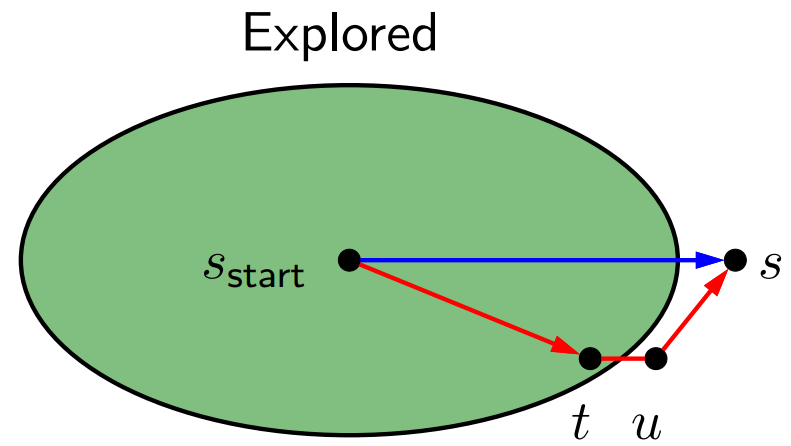 Explored
s_start
s
t u